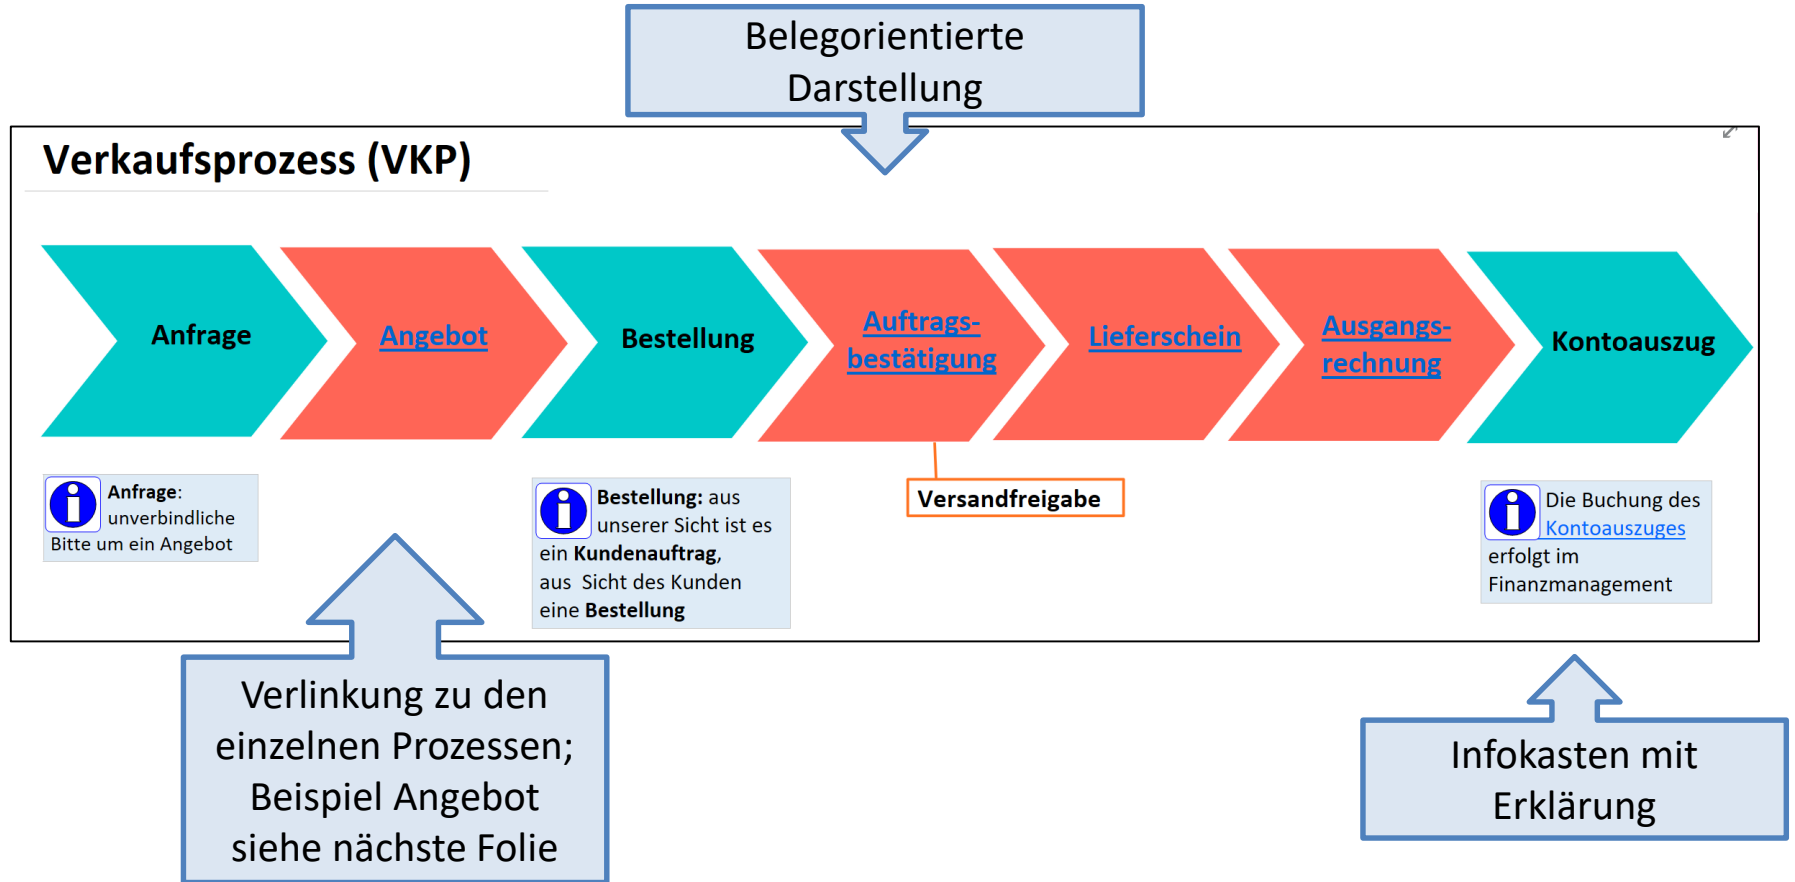 Belegorientierte
Darstellung
Verkaufsprozess (VKP)
Anfrage
Angebot
Bestellung
Auftrags-
bestätigung
Lieferschein
Ausgangs-
rechnung
Kontoauszug
Anfrage:
unverbindliche
Bitte um ein Angebot
Bestellung: aus
unserer Sicht ist es
ein Kundenauftrag,
aus Sicht des Kunden
eine Bestellung
Versandfreigabe
Die Buchung des
Kontoauszuges
erfolgt im
Finanzmanagement
Verlinkung zu den
einzelnen Prozessen;
Beispiel Angebot
siehe nächste Folie
Infokasten mit
Erklärung